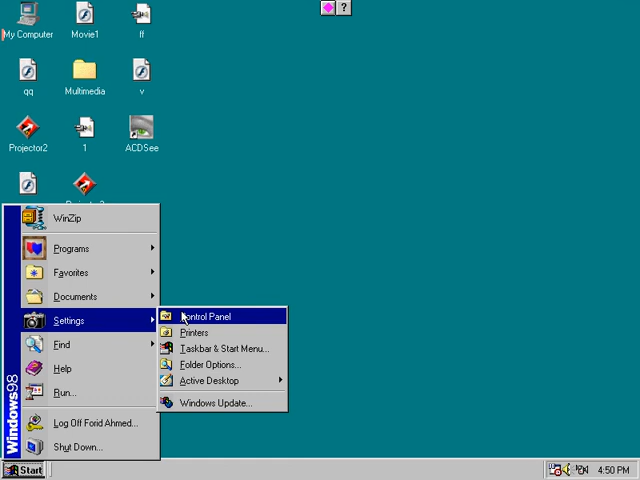 ?
My Computer
Movie1
ff
qq
Multimedia
v
Projector2
1
ACDSee
WinZip
Programs
Favorites
Documents
Settings
Find
Help
Run...
Log Off Forid Ahmed...
Shut Down...
Windows98
Control Panel
Printers
Taskbar & Start Menu...
Folder Options...
Active Desktop
Windows Update...
Start
4:50 PM